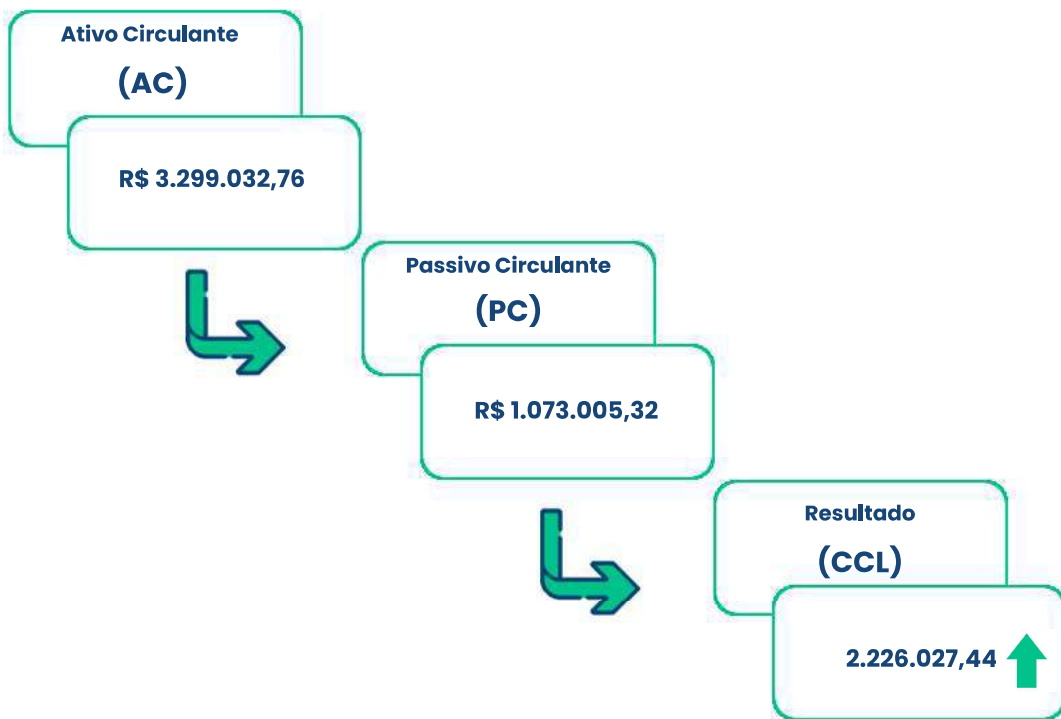 Ativo Circulante
(AC)
R$ 3.299.032,76
Passivo Circulante
(PC)
R$ 1.073.005,32
Resultado
(CCL)
2.226.027,44